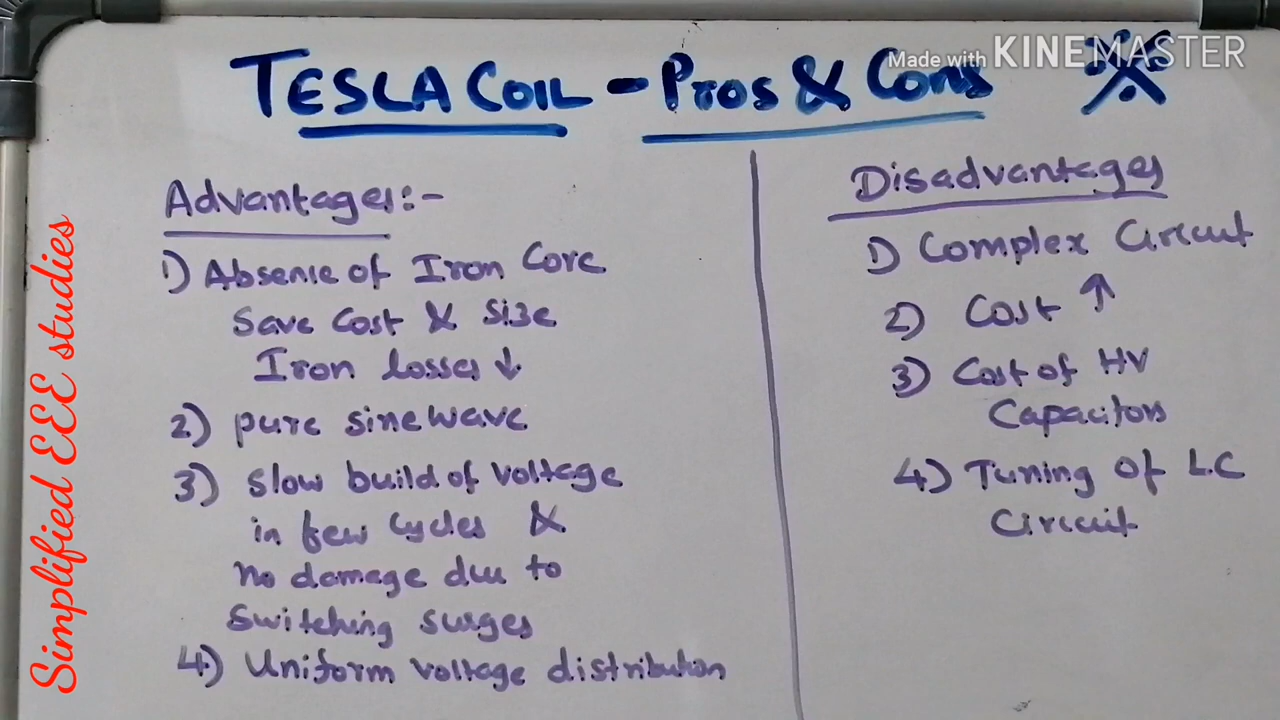 Made with KINEMASTER
TESLA COIL - Pros & Cons
Simplified EEE studies
Advantages:-
1) Absence of Iron Core
Save Cost & Size
Iron losses ↓
2) pure sinewave
3) Slow build of voltage
in few cycles &
No damage due to
Switching surges
4) Uniform voltage distribution
Disadvantages
1) Complex Circuit
2) Cost ↑
3) Cost of HV
Capacitors
4) Tuning of LC
Circuit